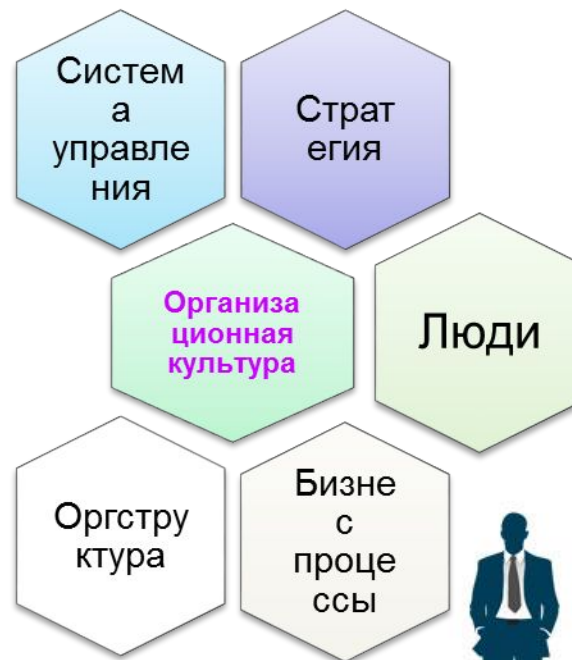 Систем
а
управле
ния
Страт
егия
Организа
ционная
культура
Люди
Оргстру
ктура
Бизне
с
проце
ссы